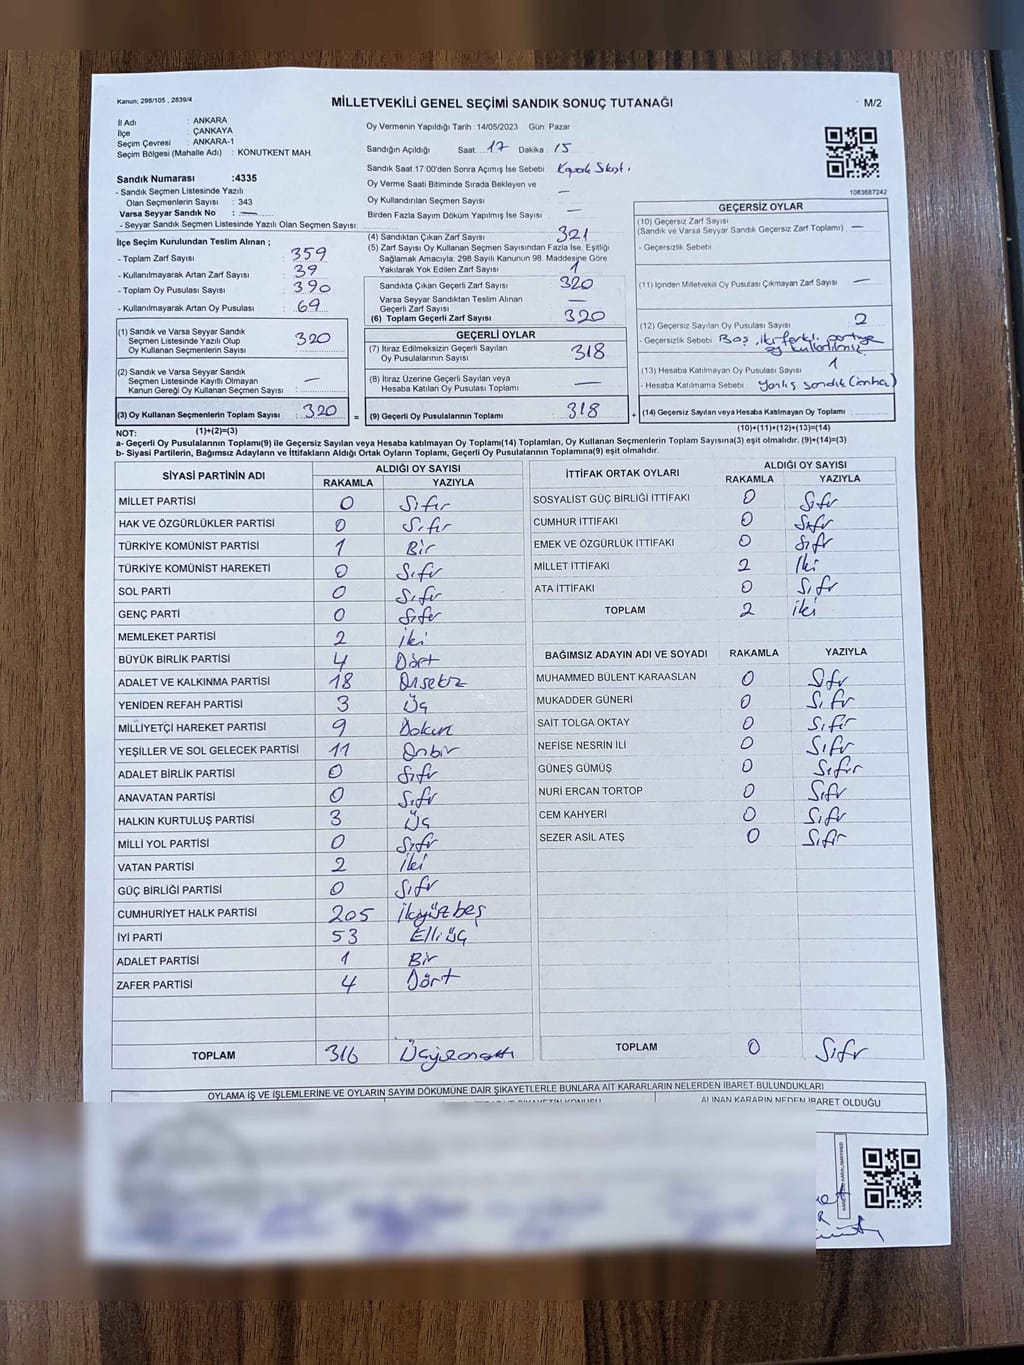 Kanun; 298/105 , 2839/4
MİLLETVEKİLİ GENEL SEÇİMİ SANDIK SONUÇ TUTANAĞI
M/2
İl Adı : ANKARA
İlçe : ÇANKAYA
Seçim Çevresi : ANKARA-1
Seçim Bölgesi (Mahalle Adı) : KONUTKENT MAH.
Sandık Numarası :4335
- Sandık Seçmen Listesinde Yazılı
Olan Seçmenlerin Sayısı : 343
Varsa Seyyar Sandık No : —
- Seyyar Sandık Seçmen Listesinde Yazılı Olan Seçmen Sayısı:
İlçe Seçim Kurulundan Teslim Alınan ;
- Toplam Zarf Sayısı : 359
- Kullanılmayarak Artan Zarf Sayısı : 39
- Toplam Oy Pusulası Sayısı : 390
- Kullanılmayarak Artan Oy Pusulası : 69
(1) Sandık ve Varsa Seyyar Sandık
Seçmen Listesinde Yazılı Olup
Oy Kullanan Seçmenlerin Sayısı : 320
(2) Sandık ve Varsa Seyyar Sandık
Seçmen Listesinde Kayıtlı Olmayan
Kanun Gereği Oy Kullanan Seçmen Sayısı : —
(3) Oy Kullanan Seçmenlerin Toplam Sayısı : 320
(1)+(2)=(3)
Oy Vermenin Yapıldığı Tarih :14/05/2023 Gün: Pazar
Sandığın Açıldığı Saat: 17 Dakika 15
Sandık Saat 17:00'den Sonra Açımış İse Sebebi
Oy Verme Saati Bitiminde Sırada Bekleyen ve
Oy Kullandırılan Seçmen Sayısı —
Birden Fazla Sayım Döküm Yapılmış İse Sayısı —
(4) Sandıktan Çıkan Zarf Sayısı 321
(5) Zarf Sayısı Oy Kullanan Seçmen Sayısından Fazla İse, Eşitliği
Sağlamak Amacıyla, 298 Sayılı Kanunun 98. Maddesine Göre
Yakılarak Yok Edilen Zarf Sayısı 1
Sandıkta Çıkan Geçerli Zarf Sayısı 320
Varsa Seyyar Sandıktan Teslim Alınan
Geçerli Zarf Sayısı —
(6) Toplam Geçerli Zarf Sayısı 320
GEÇERLİ OYLAR
(7) İtiraz Edilmeksizin Geçerli Sayılan
Oy Pusulalarının Sayısı 318
(8) İtiraz Üzerine Geçerli Sayılan veya
Hesaba Katılan Oy Pusulası Toplamı —
= (9) Geçerli Oy Pusulalarının Toplamı 318
1083687242
GEÇERSİZ OYLAR
(10) Geçersiz Zarf Sayısı
(Sandık ve Varsa Seyyar Sandık Geçersiz Zarf Toplamı) —
- Geçersizlik Sebebi
(11) İçinden Milletvekili Oy Pusulası Çıkmayan Zarf Sayısı —
(12) Geçersiz Sayılan Oy Pusulası Sayısı 2
- Geçersizlik Sebebi Boş, iki farklı partiye
oy kullanılmış
(13) Hesaba Katılmayan Oy Pusulası Sayısı 1
- Hesaba Katılmama Sebebi Yanlış sandık (imha)
+ (14) Geçersiz Sayılan veya Hesaba Katılmayan Oy Toplamı :
(10)+(11)+(12)+(13)=(14)
NOT:
a- Geçerli Oy Pusulalarının Toplamı(9) ile Geçersiz Sayılan veya Hesaba katılmayan Oy Toplamı(14) Toplamları, Oy Kullanan Seçmenlerin Toplam Sayısına(3) eşit olmalıdır. (9)+(14)=(3)
b- Siyasi Partilerin, Bağımsız Adayların ve İttifakların Aldığı Ortak Oyların Toplamı, Geçerli Oy Pusulalarının Toplamına(9) eşit olmalıdır.
SİYASİ PARTİNİN ADI ALDIĞI OY SAYISI
RAKAMLA YAZIYLA
MİLLET PARTİSİ 0 Sıfır
HAK VE ÖZGÜRLÜKLER PARTİSİ 0 Sıfır
TÜRKİYE KOMÜNİST PARTİSİ 1 Bir
TÜRKİYE KOMÜNİST HAREKETİ 0 Sıfır
SOL PARTİ 0 Sıfır
GENÇ PARTİ 0 Sıfır
MEMLEKET PARTİSİ 2 İki
BÜYÜK BİRLİK PARTİSİ 4 Dört
ADALET VE KALKINMA PARTİSİ 18 Onsekiz
YENİDEN REFAH PARTİSİ 3 Üç
MİLLİYETÇİ HAREKET PARTİSİ 9 Dokuz
YEŞİLLER VE SOL GELECEK PARTİSİ 11 Onbir
ADALET BİRLİK PARTİSİ 0 Sıfır
ANAVATAN PARTİSİ 0 Sıfır
HALKIN KURTULUŞ PARTİSİ 3 Üç
MİLLİ YOL PARTİSİ 0 Sıfır
VATAN PARTİSİ 2 İki
GÜÇ BİRLİĞİ PARTİSİ 0 Sıfır
CUMHURİYET HALK PARTİSİ 205 İkiyüzbeş
İYİ PARTİ 53 Elliüç
ADALET PARTİSİ 1 Bir
ZAFER PARTİSİ 4 Dört
TOPLAM 316 Üçyüzonaltı
İTTİFAK ORTAK OYLARI ALDIĞI OY SAYISI
RAKAMLA YAZIYLA
SOSYALİST GÜÇ BİRLİĞİ İTTİFAKI 0 Sıfır
CUMHUR İTTİFAKI 0 Sıfır
EMEK VE ÖZGÜRLÜK İTTİFAKI 0 Sıfır
MİLLET İTTİFAKI 2 İki
ATA İTTİFAKI 0 Sıfır
TOPLAM 2 iki
BAĞIMSIZ ADAYIN ADI VE SOYADI RAKAMLA YAZIYLA
MUHAMMED BÜLENT KARAASLAN 0 Sıfır
MUKADDER GÜNERİ 0 Sıfır
SAİT TOLGA OKTAY 0 Sıfır
NEFİSE NESRİN İLİ 0 Sıfır
GÜNEŞ GÜMÜŞ 0 Sıfır
NURİ ERCAN TORTOP 0 Sıfır
CEM KAHYERİ 0 Sıfır
SEZER ASİL ATEŞ 0 Sıfır
TOPLAM 0 Sıfır
OYLAMA İŞ VE İŞLEMLERİNE VE OYLARIN SAYIM DÖKÜMÜNE DAİR ŞİKAYETLERLE BUNLARA AİT KARARLARIN NELERDEN İBARET BULUNDUKLARI
ALINAN KARARIN NEDEN İBARET OLDUĞU